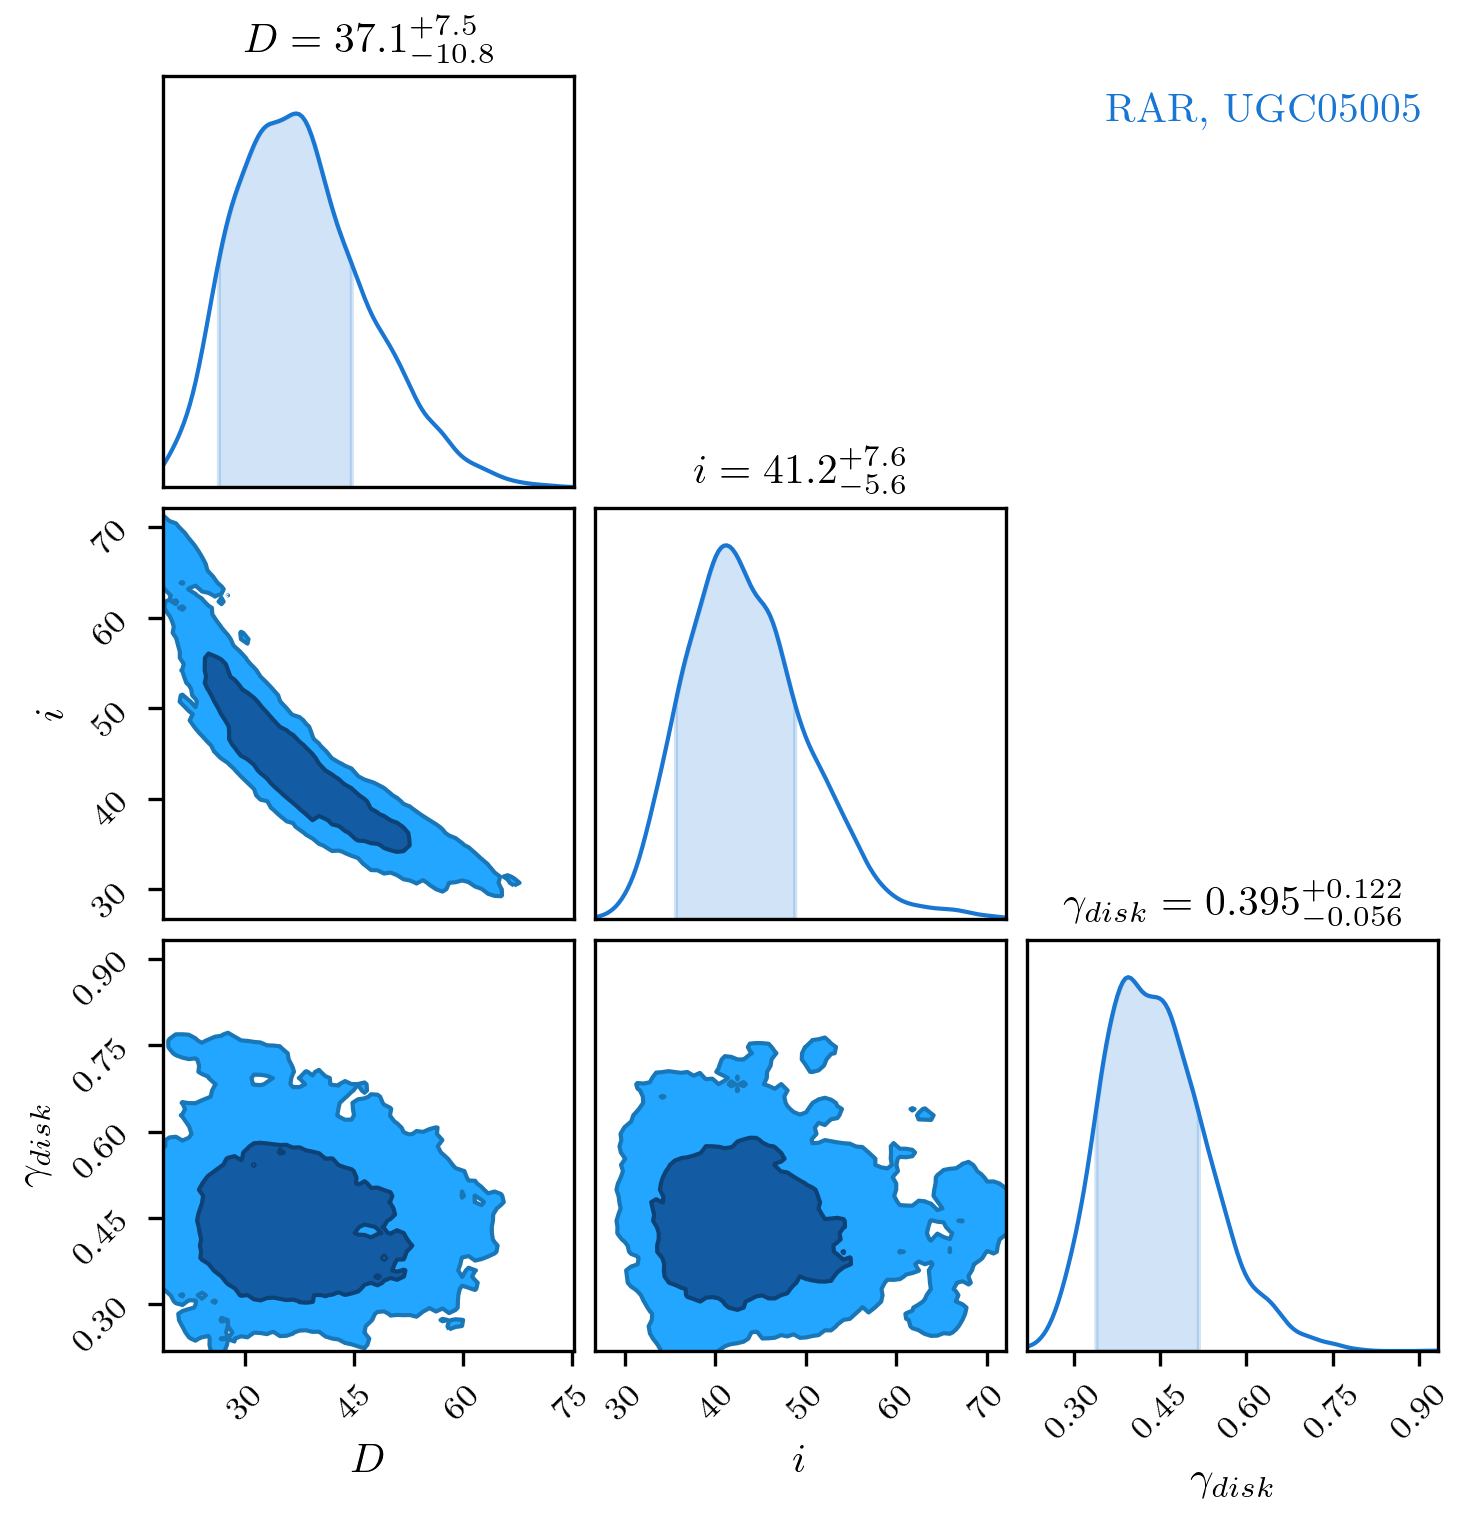 D = 37.1^{+7.5}_{-10.8}
RAR, UGC05005
i = 41.2^{+7.6}_{-5.6}
70
60
50
40
30
i
γ_{disk} = 0.395^{+0.122}_{-0.056}
0.90
0.75
0.60
0.45
0.30
γ_{disk}
30 45 60 75
30 40 50 60 70
0.30 0.45 0.60 0.75 0.90
D
i
γ_{disk}